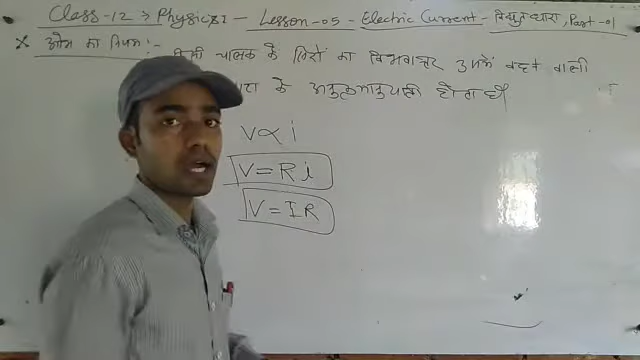 Class-12 > Physics - Lesson-05 - Electric Current - विद्युत धारा, Part-01
× ओम का नियम :- किसी चालक के सिरों का विभवान्तर उसमें बहने वाली
धारा के अनुक्रमानुपाती होता है
V ∝ i
V = R i
V = IR